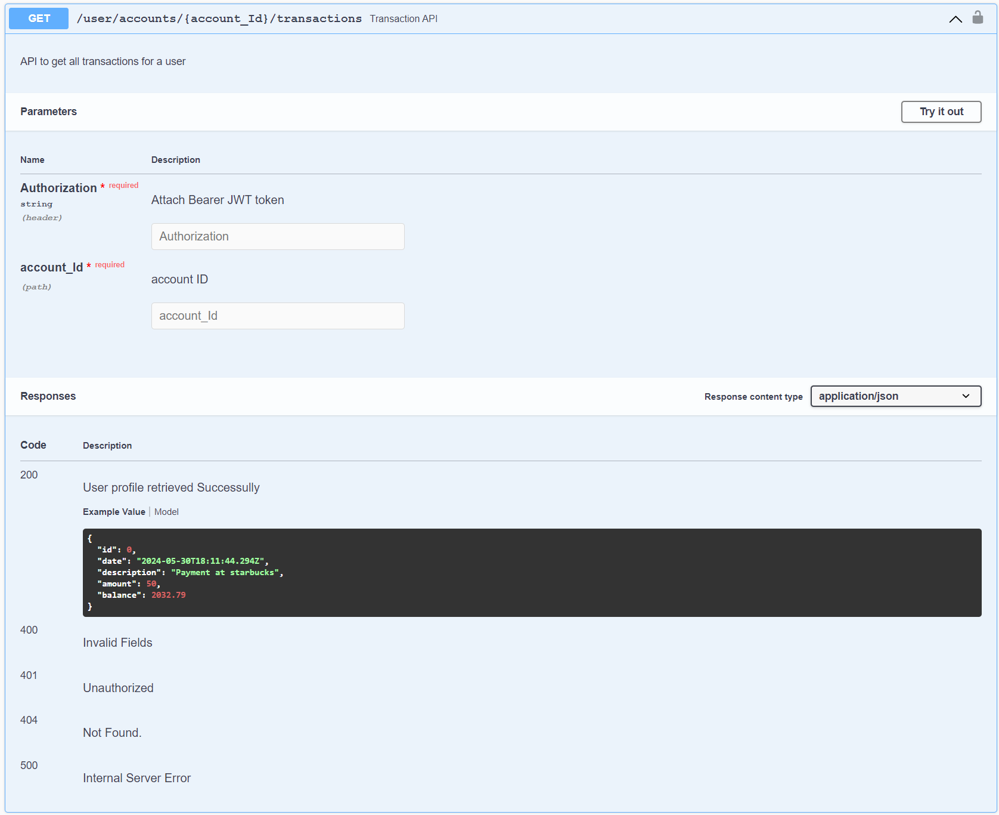 GET /user/accounts/{account_Id}/transactions Transaction API
API to get all transactions for a user
Parameters
Try it out
Name Description
Authorization * required
string
(header)
Attach Bearer JWT token
Authorization
account_Id * required
(path)
account ID
account_Id
Responses
Response content type application/json
Code Description
200
User profile retrieved Successully
Example Value | Model
{
  "id": 0,
  "date": "2024-05-30T18:11:44.294Z",
  "description": "Payment at starbucks",
  "amount": 50,
  "balance": 2032.79
}
400
Invalid Fields
401
Unauthorized
404
Not Found.
500
Internal Server Error